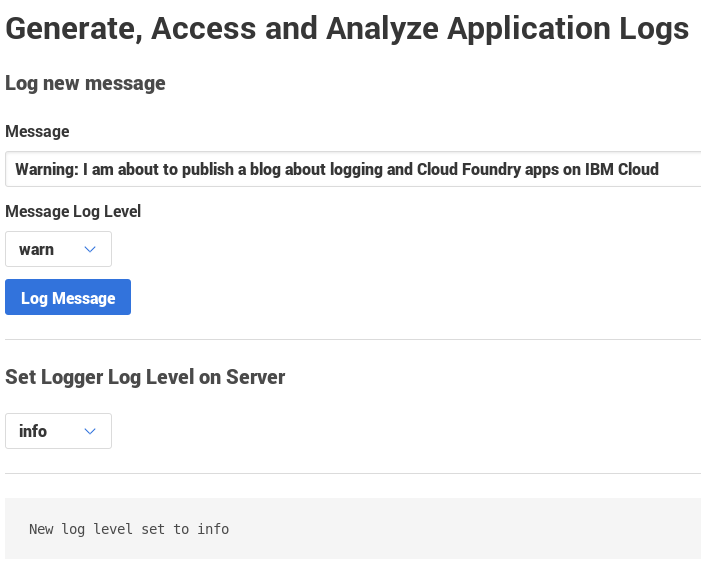 Generate, Access and Analyze Application Logs
Log new message
Message
Warning: I am about to publish a blog about logging and Cloud Foundry apps on IBM Cloud
Message Log Level
warn
Log Message
Set Logger Log Level on Server
info
New log level set to info